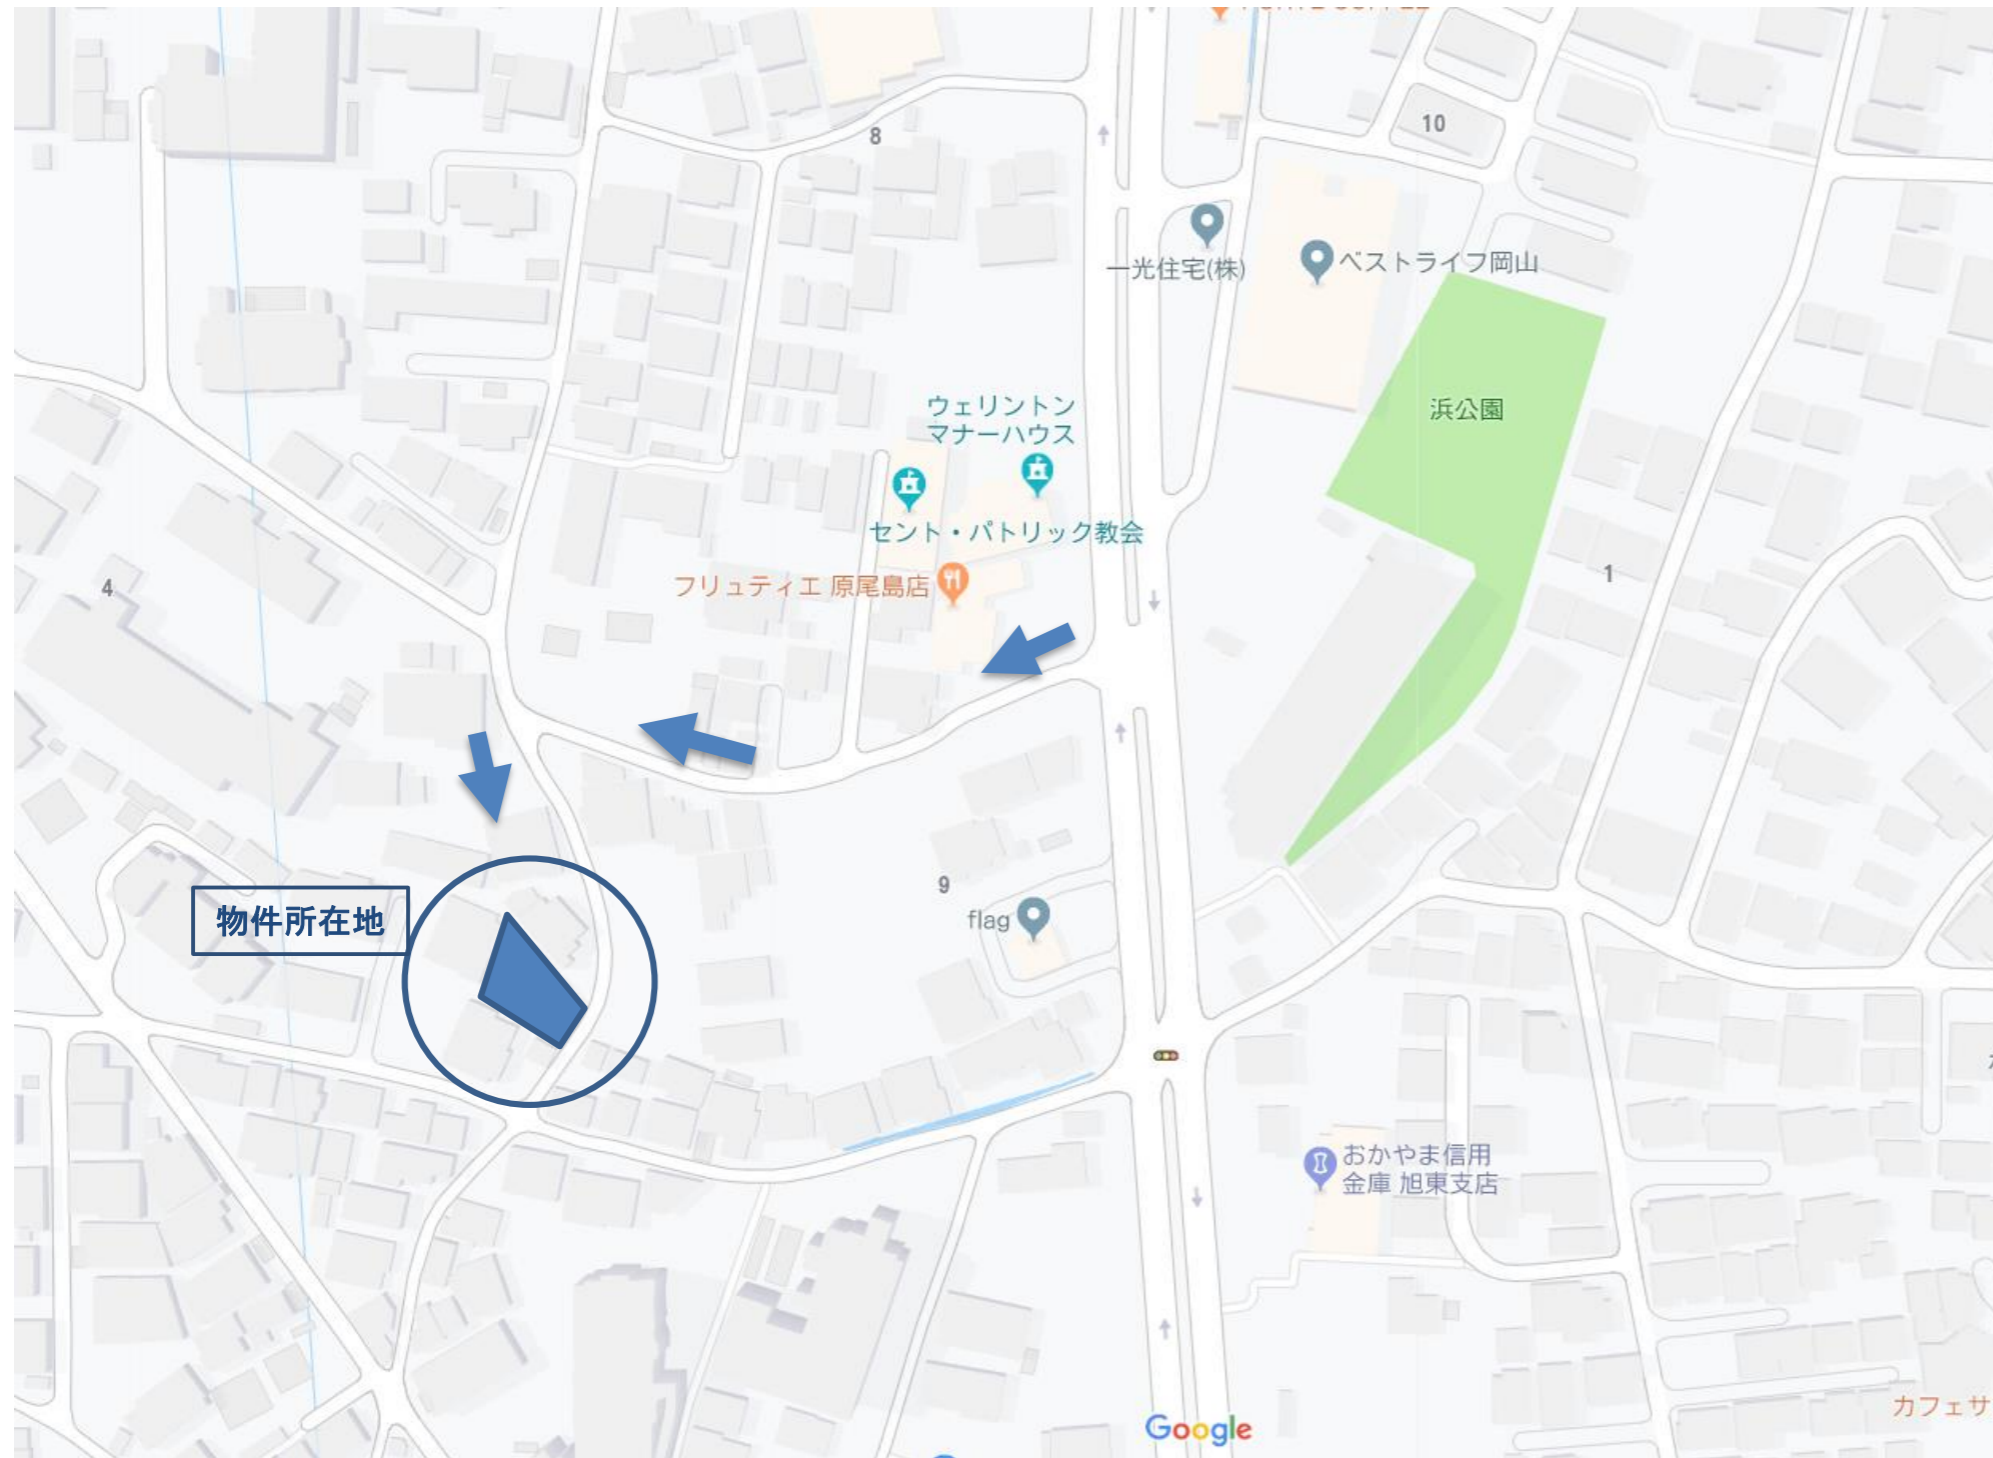 8
10
一光住宅(株)
ベストライフ岡山
浜公園
ウェリントン
マナーハウス
セント・パトリック教会
フリュティエ 原尾島店
4
1
物件所在地
9
flag
おかやま信用
金庫 旭東支店
カフェサ
Google